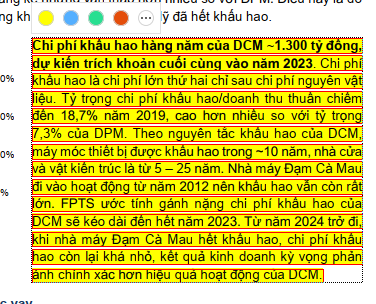 ỹ đã hết khấu hao.
Chi phí khấu hao hàng năm của DCM ~1.300 tỷ đồng,
dự kiến trích khoản cuối cùng vào năm 2023. Chi phí
khấu hao là chi phí lớn thứ hai chỉ sau chi phí nguyên vật
liệu. Tỷ trọng chi phí khấu hao/doanh thu thuần chiếm
đến 18,7% năm 2019, cao hơn nhiều so với tỷ trọng
7,3% của DPM. Theo nguyên tắc khấu hao của DCM,
máy móc thiết bị được khấu hao trong ~10 năm, nhà cửa
và vật kiến trúc là từ 5 – 25 năm. Nhà máy Đạm Cà Mau
đi vào hoạt động từ năm 2012 nên khấu hao vẫn còn rất
lớn. FPTS ước tính gánh nặng chi phí khấu hao của
DCM sẽ kéo dài đến hết năm 2023. Từ năm 2024 trở đi,
khi nhà máy Đạm Cà Mau hết khấu hao, chi phí khấu
hao còn lại khá nhỏ, kết quả kinh doanh kỳ vọng phản
ánh chính xác hơn hiệu quả hoạt động của DCM.
0%
0%
0%
%